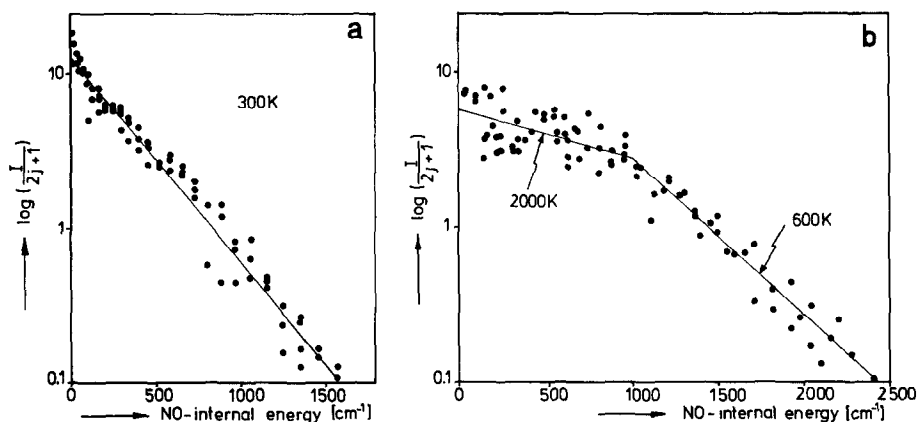 a
10
1
0.1
300K
→ log (I/2j+1)
0 500 1000 1500
→ NO-internal energy [cm⁻¹]
b
10
1
0.1
2000K
600K
→ log (I/2j+1)
0 500 1000 1500 2000 2500
→ NO-internal energy [cm⁻¹]